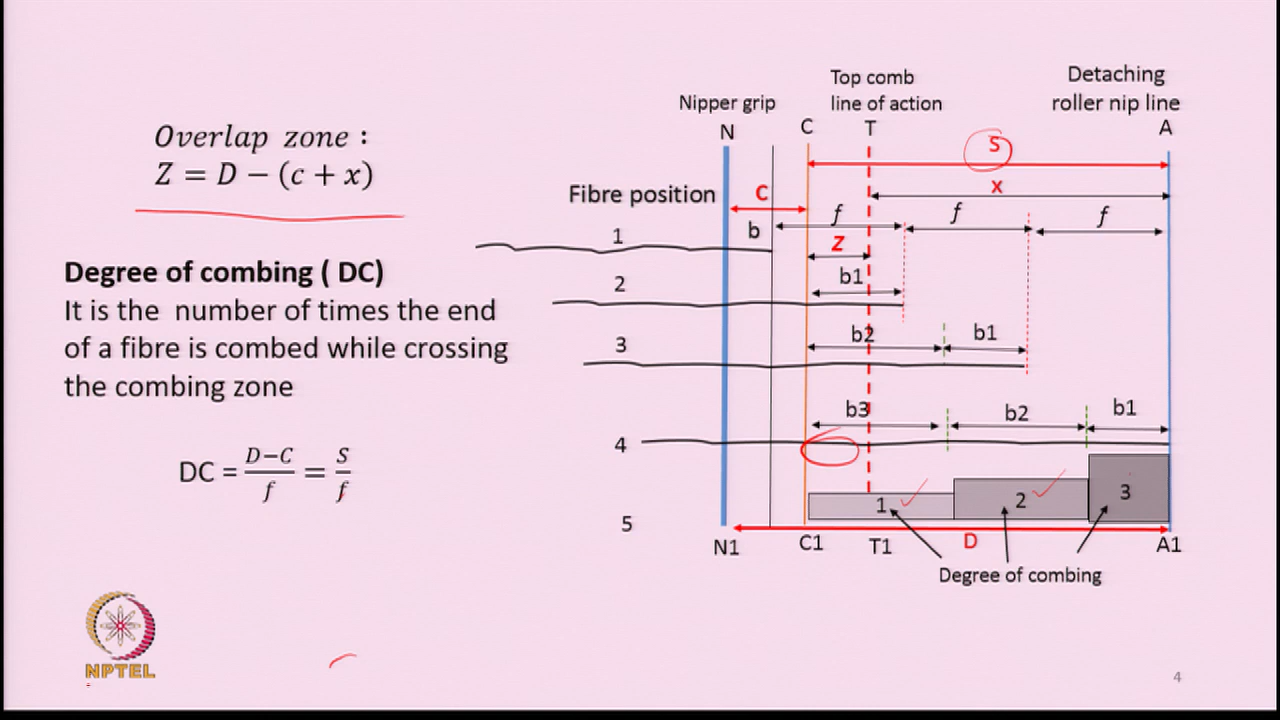 Overlap zone :
Z = D − (c + x)
Degree of combing ( DC)
It is the number of times the end
of a fibre is combed while crossing
the combing zone
DC = D−C/f = S/f
Top comb
line of action
Detaching
roller nip line
Nipper grip
N
C
T
A
S
x
Fibre position
C
f
f
f
1
b
Z
2
b1
3
b2
b1
4
b3
b2
b1
1
2
3
5
N1
C1
T1
D
A1
Degree of combing
NPTEL
4